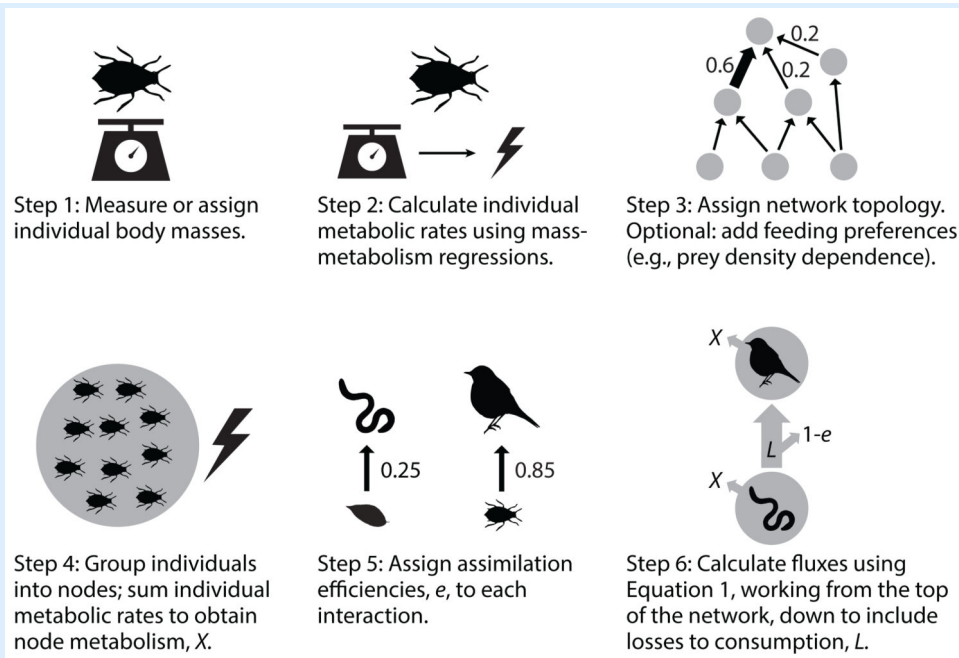 Step 1: Measure or assign
individual body masses.
Step 2: Calculate individual
metabolic rates using mass-
metabolism regressions.
0.2
0.6
0.2
Step 3: Assign network topology.
Optional: add feeding preferences
(e.g., prey density dependence).
Step 4: Group individuals
into nodes; sum individual
metabolic rates to obtain
node metabolism, X.
0.25
0.85
Step 5: Assign assimilation
efficiencies, e, to each
interaction.
X
1-e
L
X
Step 6: Calculate fluxes using
Equation 1, working from the top
of the network, down to include
losses to consumption, L.